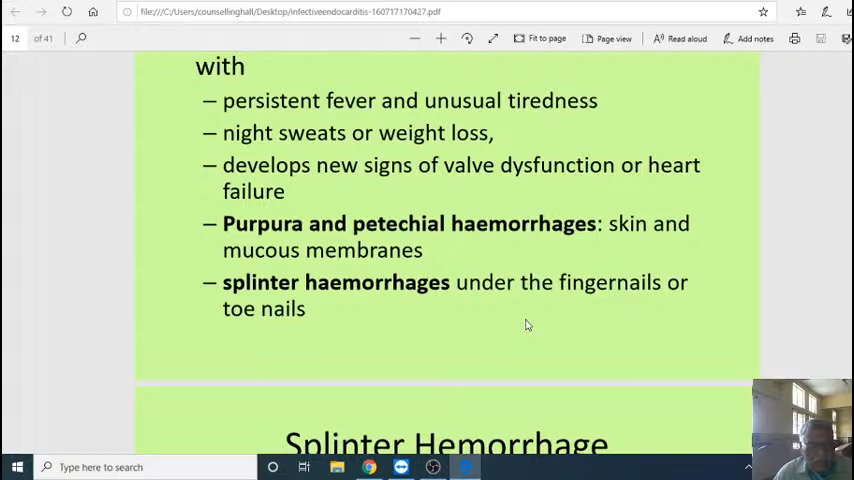 file:///C:/Users/counsellinghall/Desktop/infectiveendocarditis-160717170427.pdf
12 of 41
Fit to page
Page view
Read aloud
Add notes
with
– persistent fever and unusual tiredness
– night sweats or weight loss,
– develops new signs of valve dysfunction or heart
failure
– Purpura and petechial haemorrhages: skin and
mucous membranes
– splinter haemorrhages under the fingernails or
toe nails
Splinter Hemorrhage
Type here to search